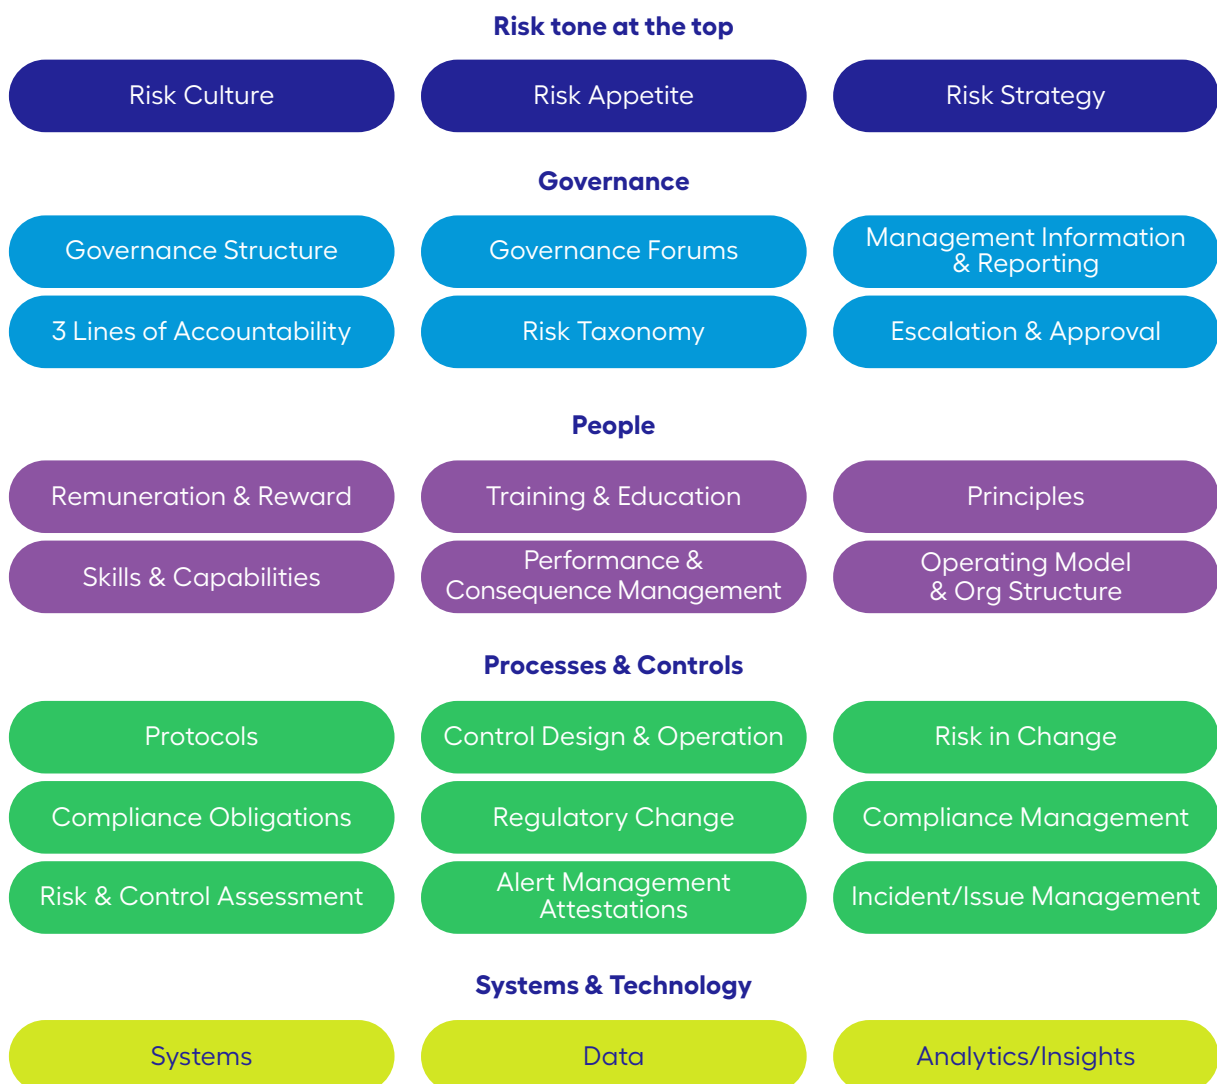 Risk tone at the top
Risk Culture
Risk Appetite
Risk Strategy
Governance
Governance Structure
Governance Forums
Management Information
& Reporting
3 Lines of Accountability
Risk Taxonomy
Escalation & Approval
People
Remuneration & Reward
Training & Education
Principles
Skills & Capabilities
Performance &
Consequence Management
Operating Model
& Org Structure
Processes & Controls
Protocols
Control Design & Operation
Risk in Change
Compliance Obligations
Regulatory Change
Compliance Management
Risk & Control Assessment
Alert Management
Attestations
Incident/Issue Management
Systems & Technology
Systems
Data
Analytics/Insights